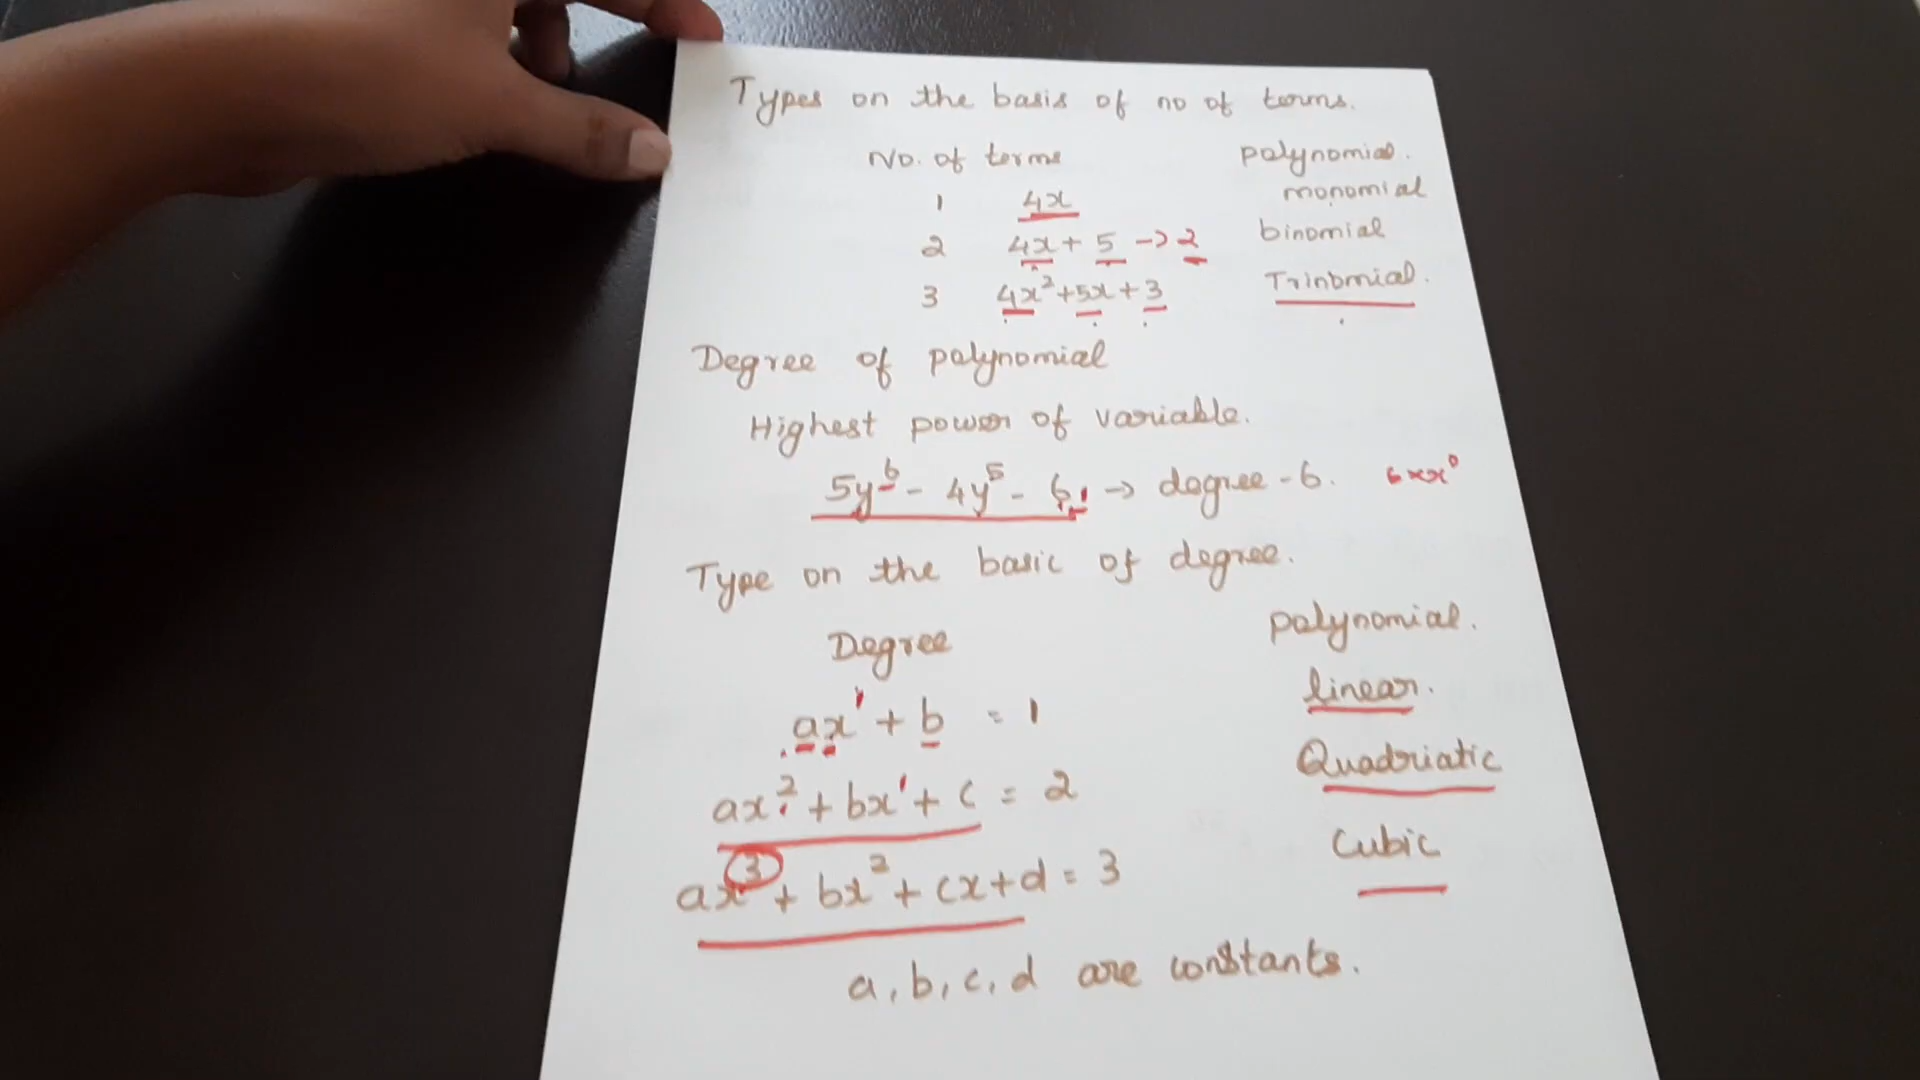 Types on the basis of no of terms.
No. of terms polynomial.
1 4x monomial
2 4x + 5 -> 2 binomial
3 4x²+5x+3 Trinomial.
Degree of polynomial
Highest power of variable.
5y⁶ - 4y⁵ - 6 -> degree - 6. 6xx⁰
Type on the basic of degree.
Degree polynomial.
ax¹ + b = 1 linear.
ax² + bx¹ + c = 2 Quadriatic
ax³ + bx² + cx+d = 3 Cubic
a, b, c, d are constants.